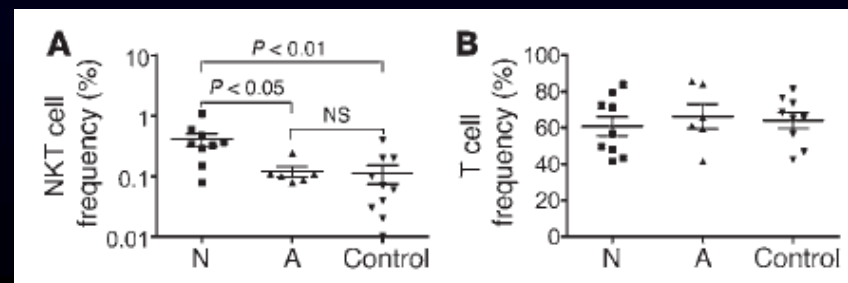 A
NKT cell
frequency (%)
10
1
0.1
0.01
P < 0.01
P < 0.05
NS
N A Control
B
T cell
frequency (%)
100
80
60
40
20
0
N A Control